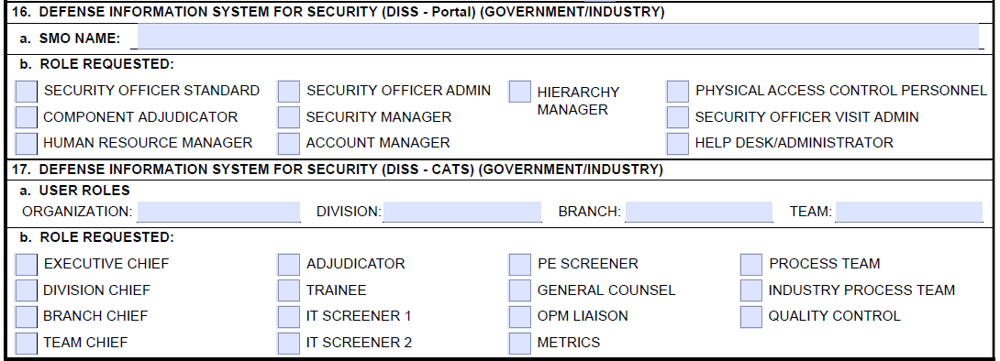 16. DEFENSE INFORMATION SYSTEM FOR SECURITY (DISS - Portal) (GOVERNMENT/INDUSTRY)
a. SMO NAME:
b. ROLE REQUESTED:
SECURITY OFFICER STANDARD SECURITY OFFICER ADMIN HIERARCHY MANAGER PHYSICAL ACCESS CONTROL PERSONNEL
COMPONENT ADJUDICATOR SECURITY MANAGER SECURITY OFFICER VISIT ADMIN
HUMAN RESOURCE MANAGER ACCOUNT MANAGER HELP DESK/ADMINISTRATOR
17. DEFENSE INFORMATION SYSTEM FOR SECURITY (DISS - CATS) (GOVERNMENT/INDUSTRY)
a. USER ROLES
ORGANIZATION: DIVISION: BRANCH: TEAM:
b. ROLE REQUESTED:
EXECUTIVE CHIEF ADJUDICATOR PE SCREENER PROCESS TEAM
DIVISION CHIEF TRAINEE GENERAL COUNSEL INDUSTRY PROCESS TEAM
BRANCH CHIEF IT SCREENER 1 OPM LIAISON QUALITY CONTROL
TEAM CHIEF IT SCREENER 2 METRICS